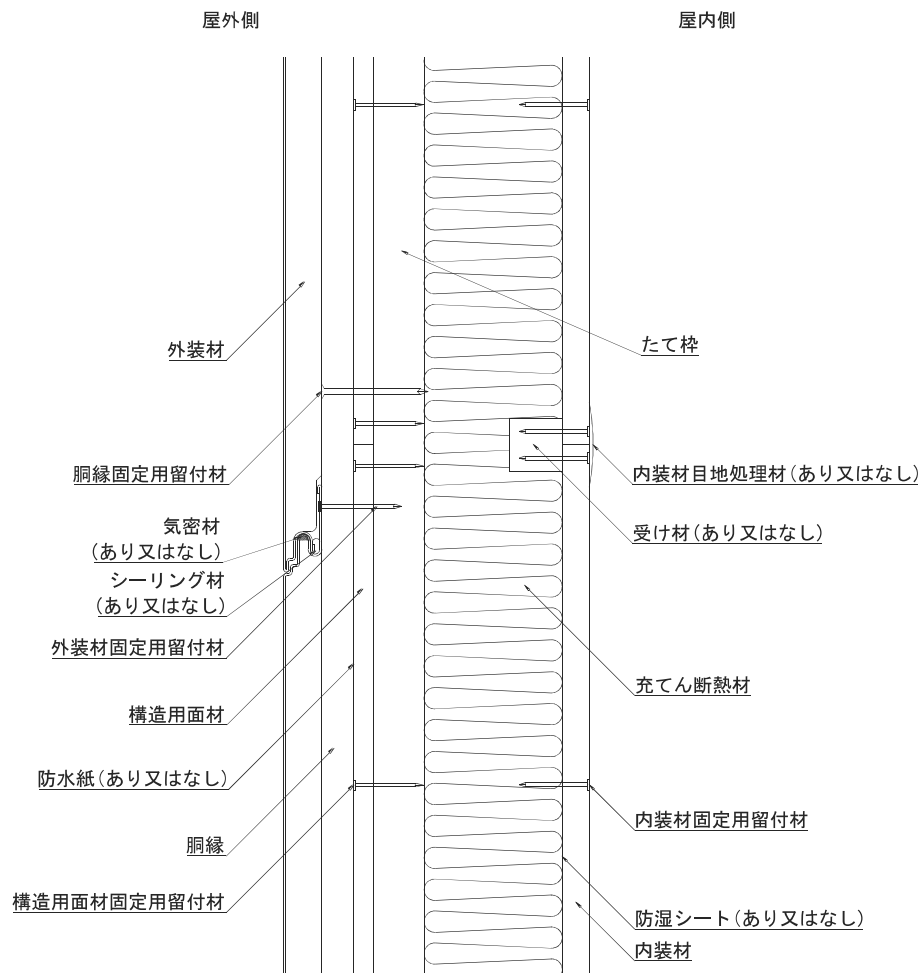 屋外側
屋内側
外装材
胴縁固定用留付材
気密材
(あり又はなし)
シーリング材
(あり又はなし)
外装材固定用留付材
構造用面材
防水紙(あり又はなし)
胴縁
構造用面材固定用留付材
たて枠
内装材目地処理材(あり又はなし)
受け材(あり又はなし)
充てん断熱材
内装材固定用留付材
防湿シート(あり又はなし)
内装材